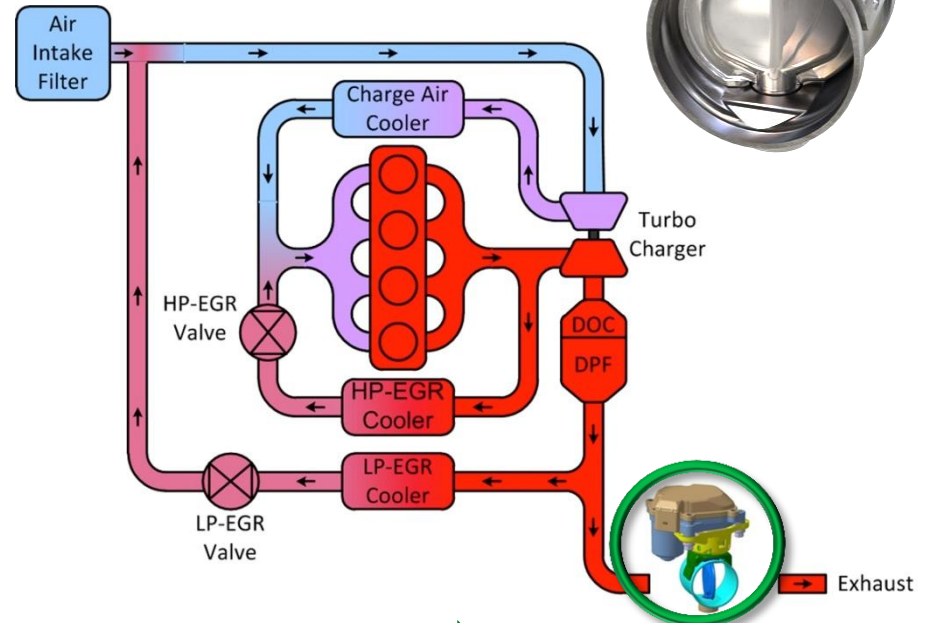 Air
Intake
Filter
Charge Air
Cooler
Turbo
Charger
HP-EGR
Valve
DOC
DPF
HP-EGR
Cooler
LP-EGR
Cooler
LP-EGR
Valve
Exhaust